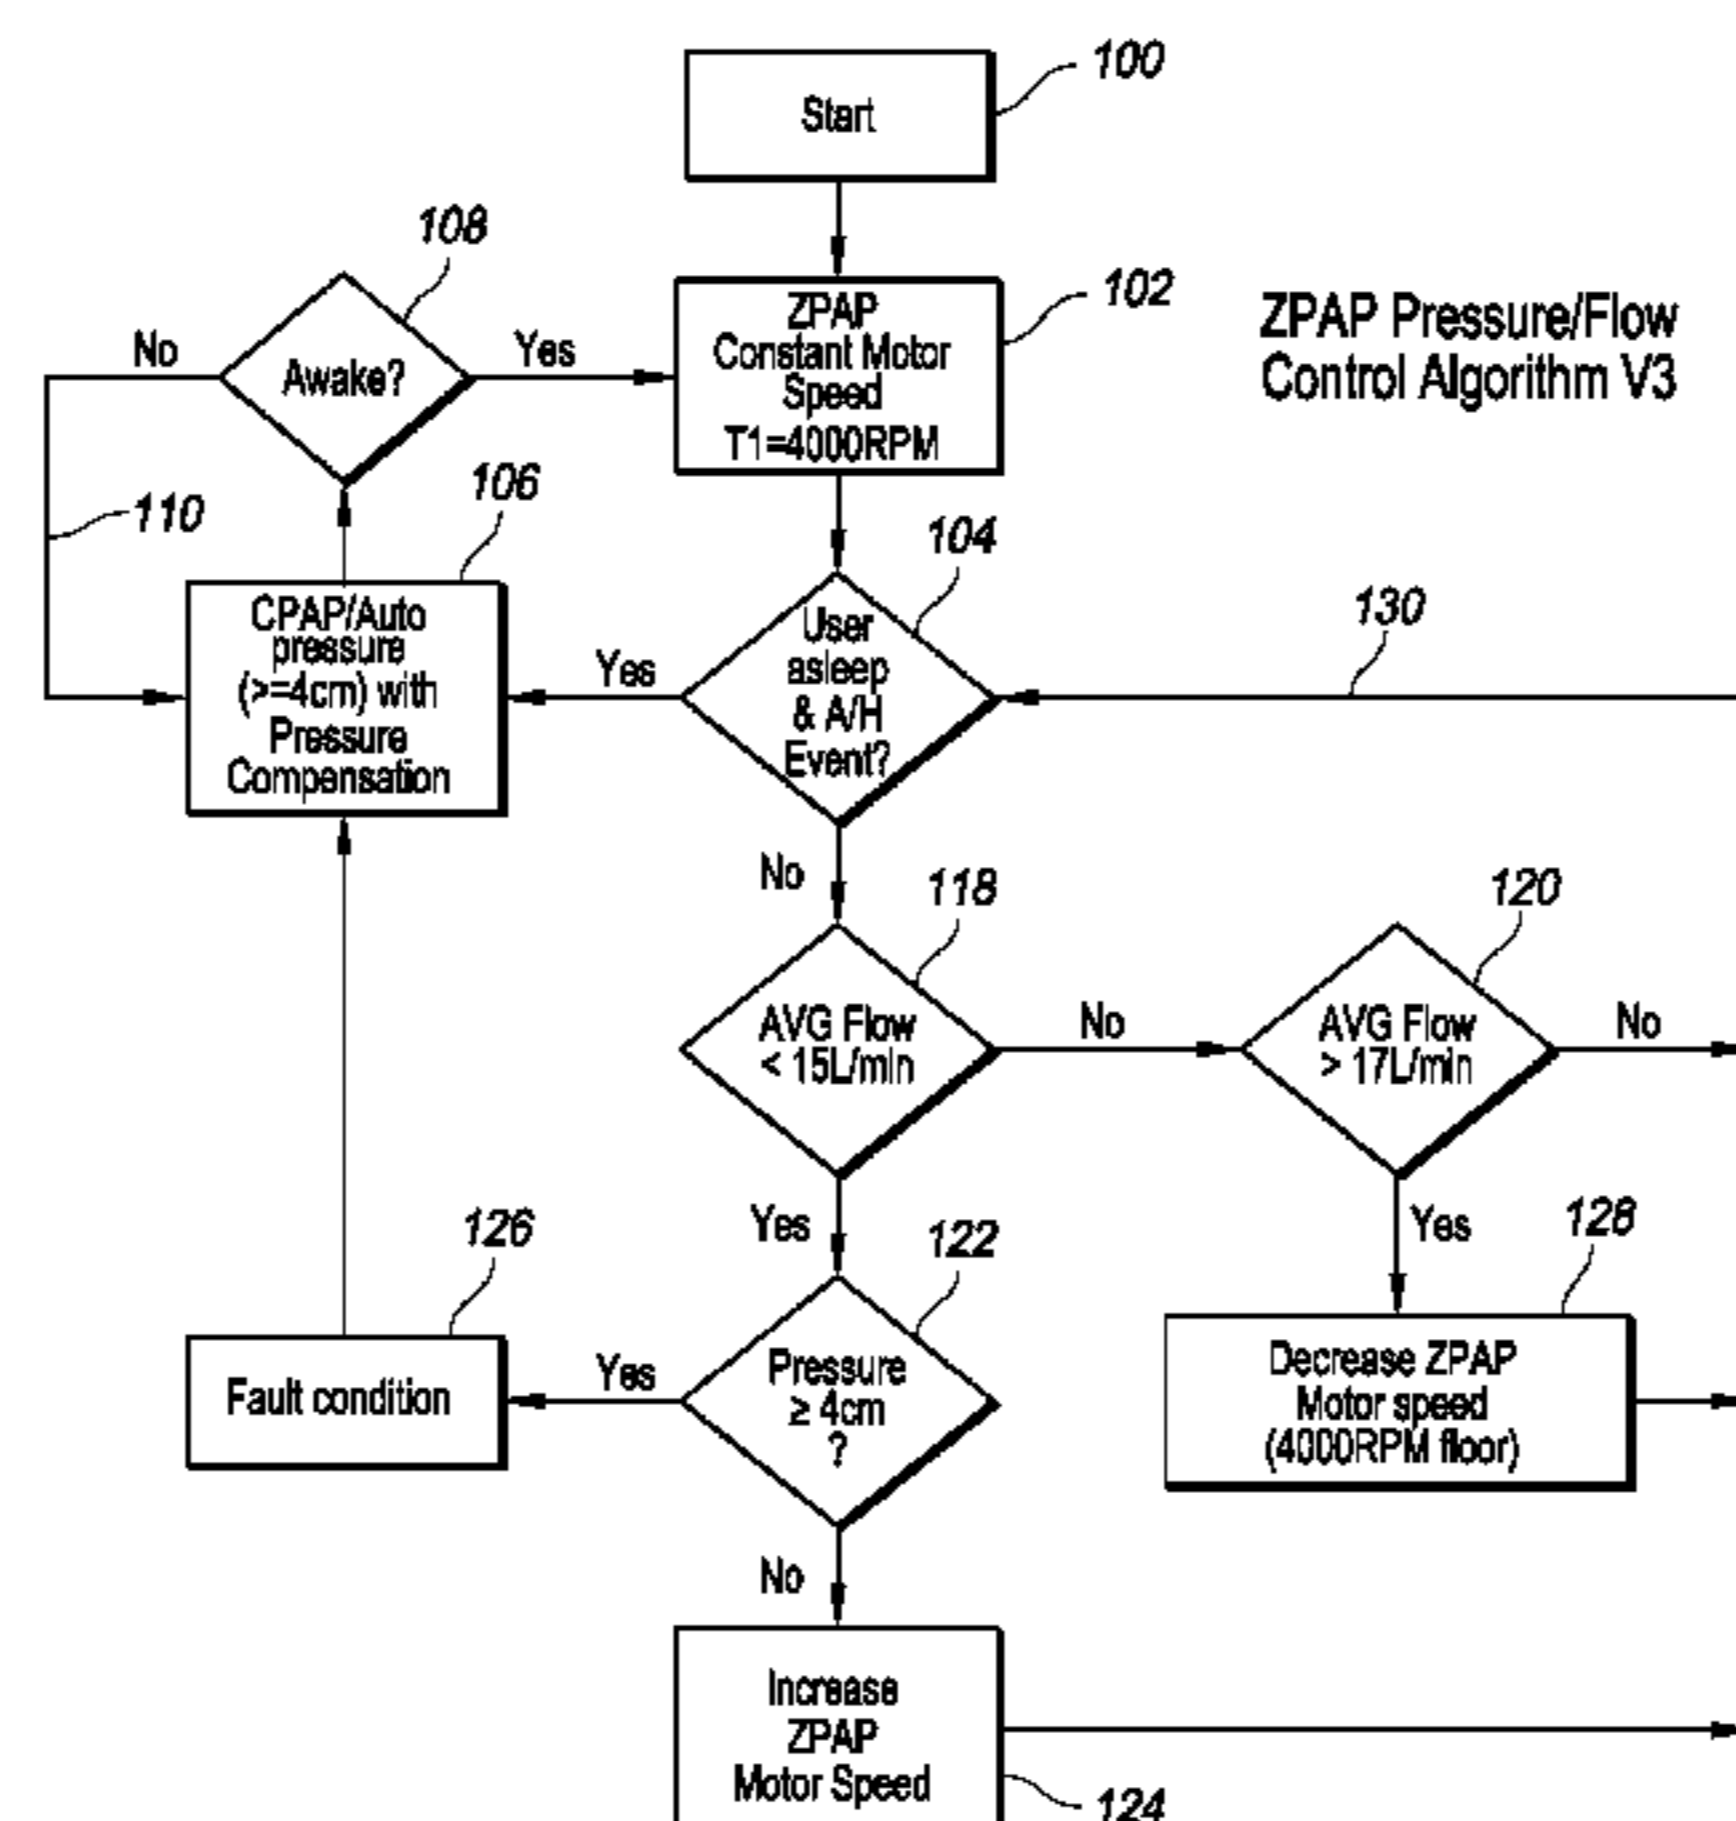 100
Start
108
102
ZPAP
Constant Motor
Speed
T1=4000RPM
ZPAP Pressure/Flow
Control Algorithm V3
No
Awake?
Yes
110
106
104
CPAP/Auto
pressure
(>=4cm) with
Pressure
Compensation
Yes
User
asleep
& A/H
Event?
130
No
118
120
AVG Flow
< 15L/min
No
AVG Flow
> 17L/min
No
Yes
Yes
126
122
128
Fault condition
Yes
Pressure
≥ 4cm
?
Decrease ZPAP
Motor speed
(4000RPM floor)
No
Increase
ZPAP
Motor Speed
124